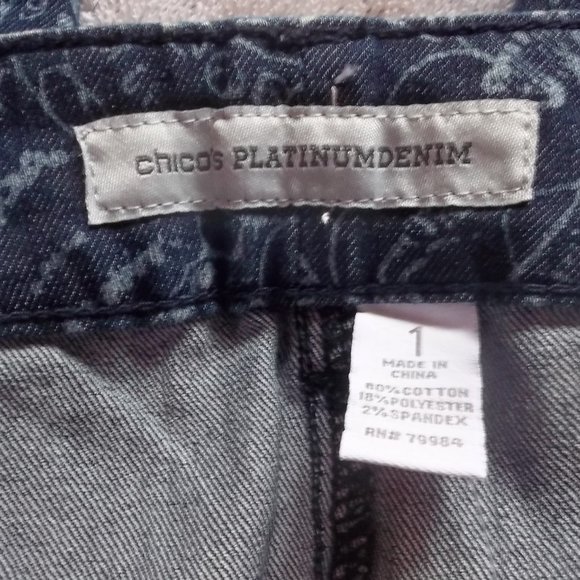 chico's PLATINUMDENIM
1
MADE IN
CHINA
80% COTTON
18% POLYESTER
2% SPANDEX
RN# 79984